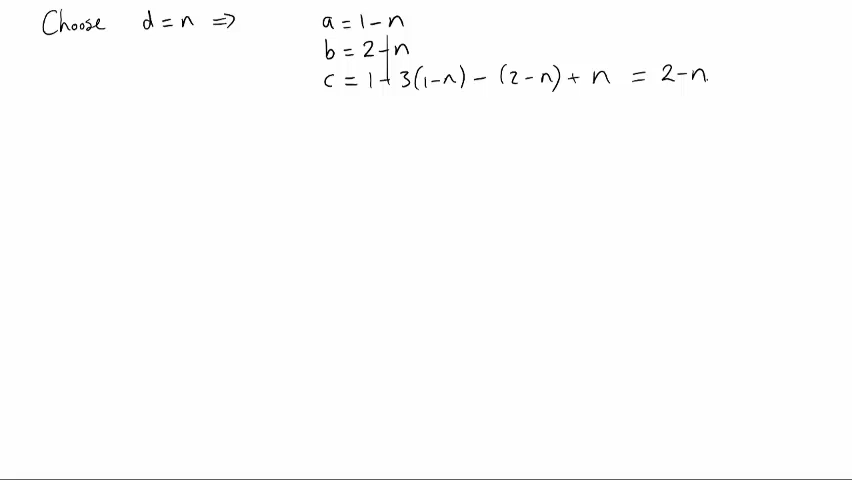 Choose d = n ⇒ a = 1 - n
b = 2 - n
c = 1 + 3(1-n) - (2-n) + n = 2-n